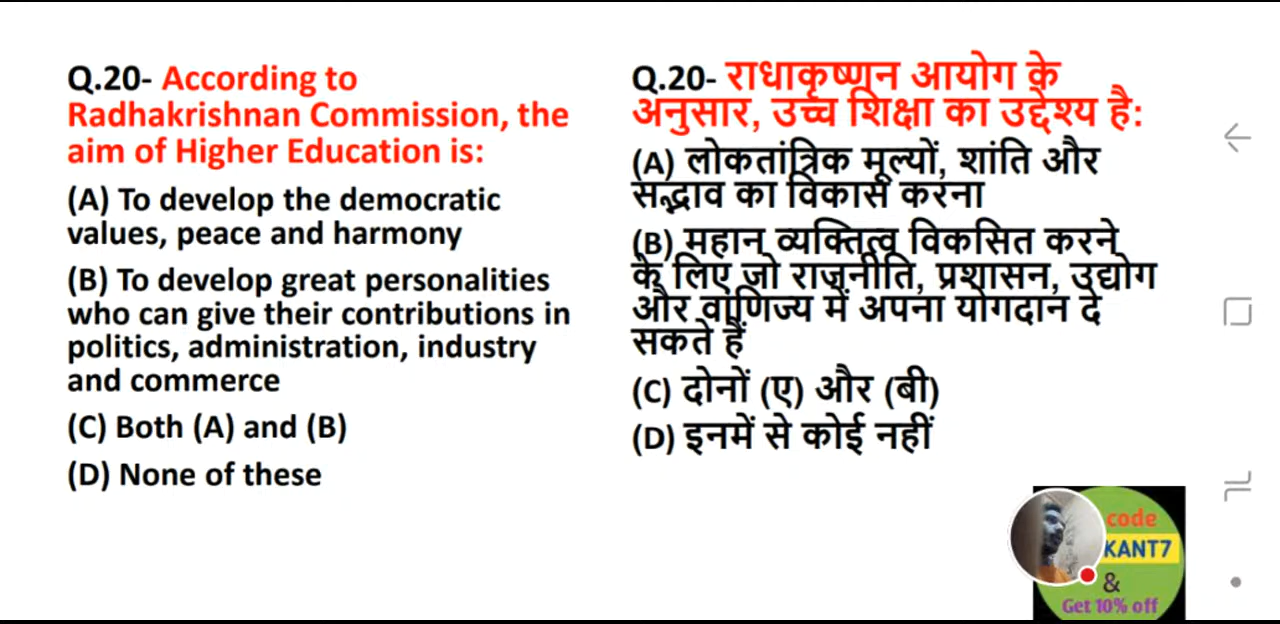 Q.20- According to
Radhakrishnan Commission, the
aim of Higher Education is:
(A) To develop the democratic
values, peace and harmony
(B) To develop great personalities
who can give their contributions in
politics, administration, industry
and commerce
(C) Both (A) and (B)
(D) None of these
Q.20- राधाकृष्णन आयोग के
अनुसार, उच्च शिक्षा का उद्देश्य है:
(A) लोकतांत्रिक मूल्यों, शांति और
सद्भाव का विकास करना
(B) महान व्यक्तित्व विकसित करने
के लिए जो राजनीति, प्रशासन, उद्योग
और वाणिज्य में अपना योगदान दे
सकते हैं
(C) दोनों (ए) और (बी)
(D) इनमें से कोई नहीं
code
KANT7
&
Get 10% off